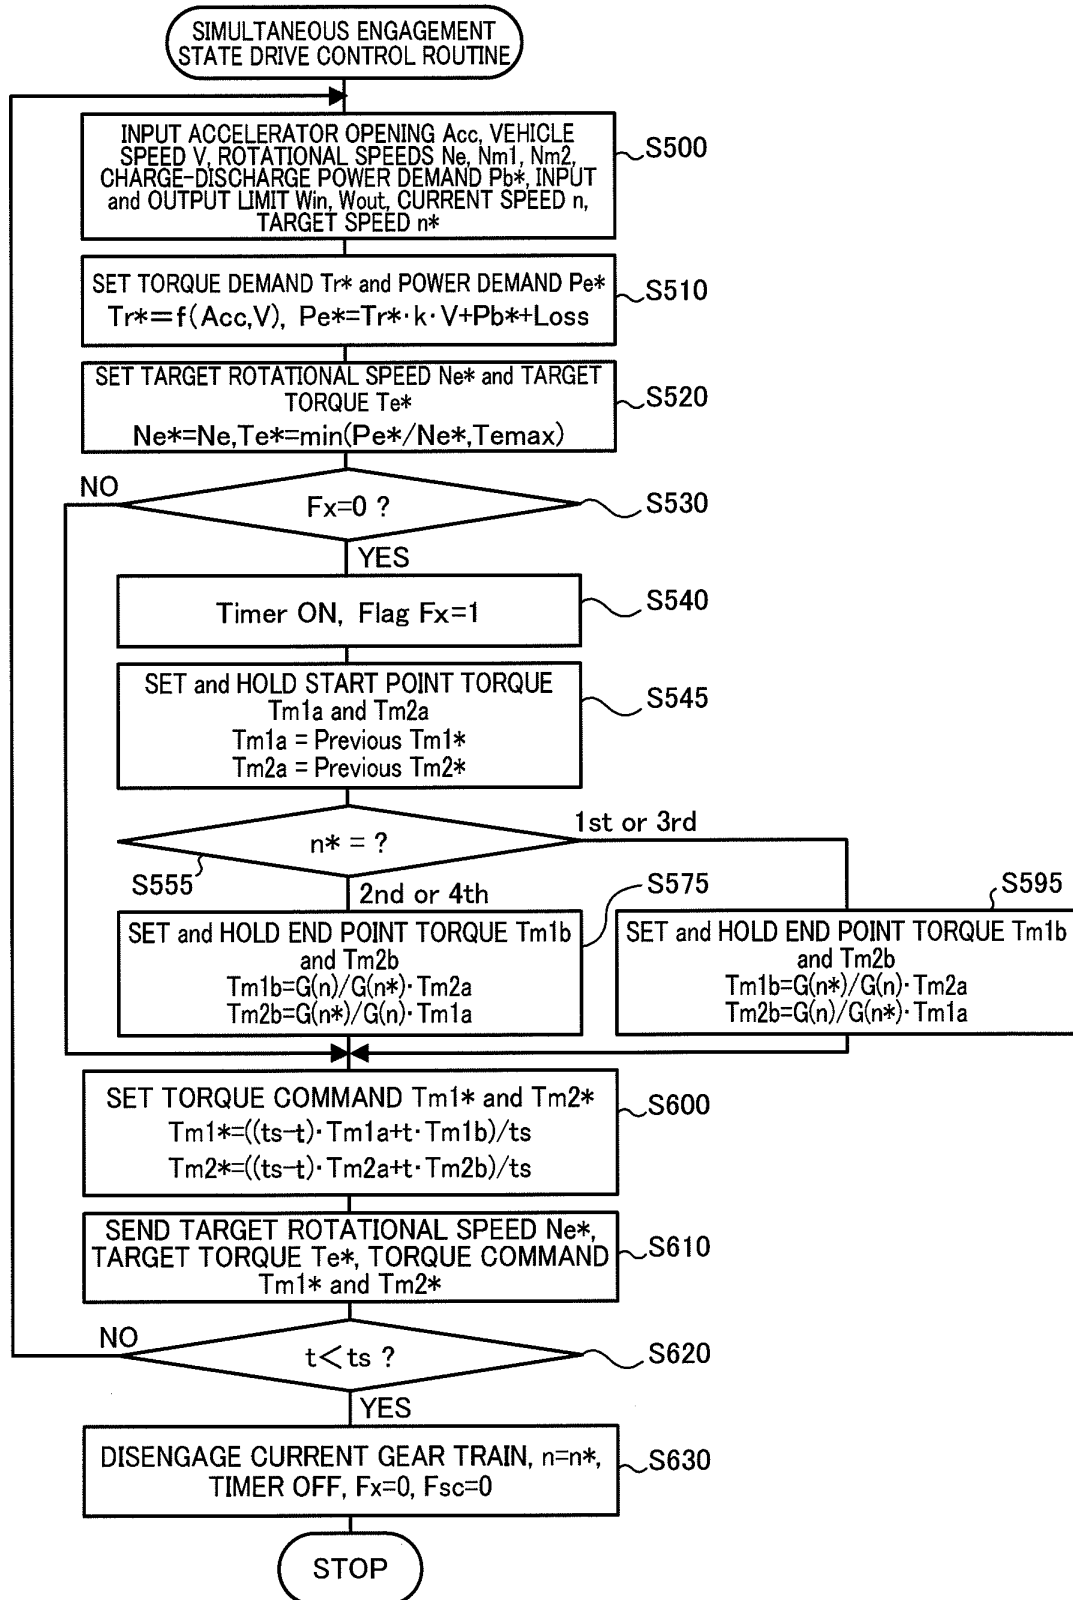 SIMULTANEOUS ENGAGEMENT
STATE DRIVE CONTROL ROUTINE
INPUT ACCELERATOR OPENING Acc, VEHICLE
SPEED V, ROTATIONAL SPEEDS Ne, Nm1, Nm2,
CHARGE-DISCHARGE POWER DEMAND Pb*, INPUT
and OUTPUT LIMIT Win, Wout, CURRENT SPEED n,
TARGET SPEED n*
S500
SET TORQUE DEMAND Tr* and POWER DEMAND Pe*
Tr*=f(Acc,V), Pe*=Tr*·k·V+Pb*+Loss
S510
SET TARGET ROTATIONAL SPEED Ne* and TARGET
TORQUE Te*
Ne*=Ne,Te*=min(Pe*/Ne*,Temax)
S520
NO
Fx=0 ?
S530
YES
Timer ON, Flag Fx=1
S540
SET and HOLD START POINT TORQUE
Tm1a and Tm2a
Tm1a = Previous Tm1*
Tm2a = Previous Tm2*
S545
n* = ?
1st or 3rd
S555
2nd or 4th
S575
S595
SET and HOLD END POINT TORQUE Tm1b
and Tm2b
Tm1b=G(n)/G(n*)·Tm2a
Tm2b=G(n*)/G(n)·Tm1a
SET and HOLD END POINT TORQUE Tm1b
and Tm2b
Tm1b=G(n*)/G(n)·Tm2a
Tm2b=G(n)/G(n*)·Tm1a
SET TORQUE COMMAND Tm1* and Tm2*
Tm1*=((ts-t)·Tm1a+t·Tm1b)/ts
Tm2*=((ts-t)·Tm2a+t·Tm2b)/ts
S600
SEND TARGET ROTATIONAL SPEED Ne*,
TARGET TORQUE Te*, TORQUE COMMAND
Tm1* and Tm2*
S610
NO
t<ts ?
S620
YES
DISENGAGE CURRENT GEAR TRAIN, n=n*,
TIMER OFF, Fx=0, Fsc=0
S630
STOP